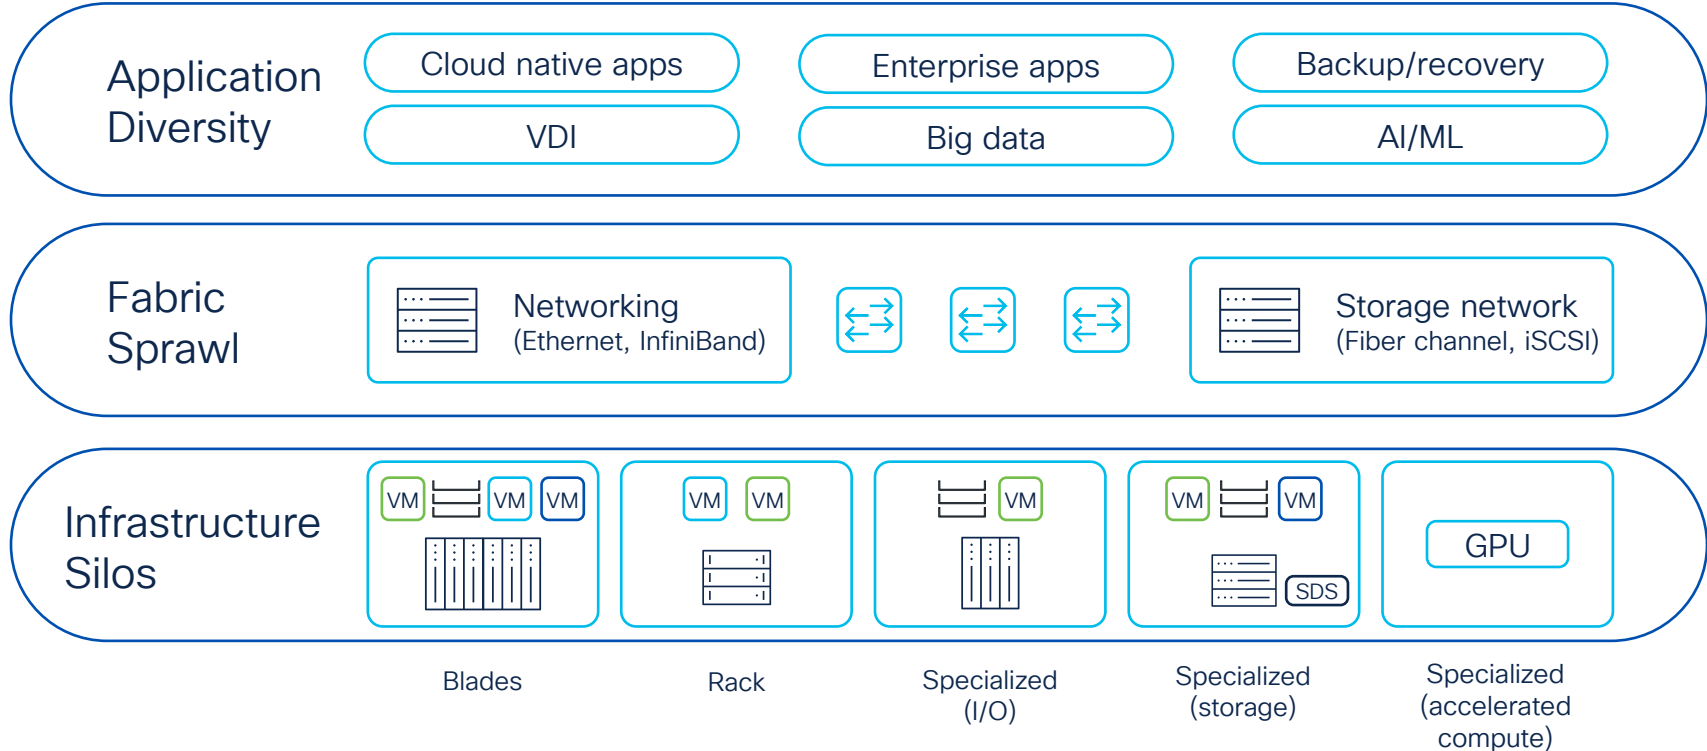 Application
Diversity
Cloud native apps
Enterprise apps
Backup/recovery
VDI
Big data
AI/ML
Fabric
Sprawl
Networking
(Ethernet, InfiniBand)
Storage network
(Fiber channel, iSCSI)
Infrastructure
Silos
VM
VM
VM
VM
VM
VM
VM
VM
SDS
GPU
Blades
Rack
Specialized
(I/O)
Specialized
(storage)
Specialized
(accelerated
compute)